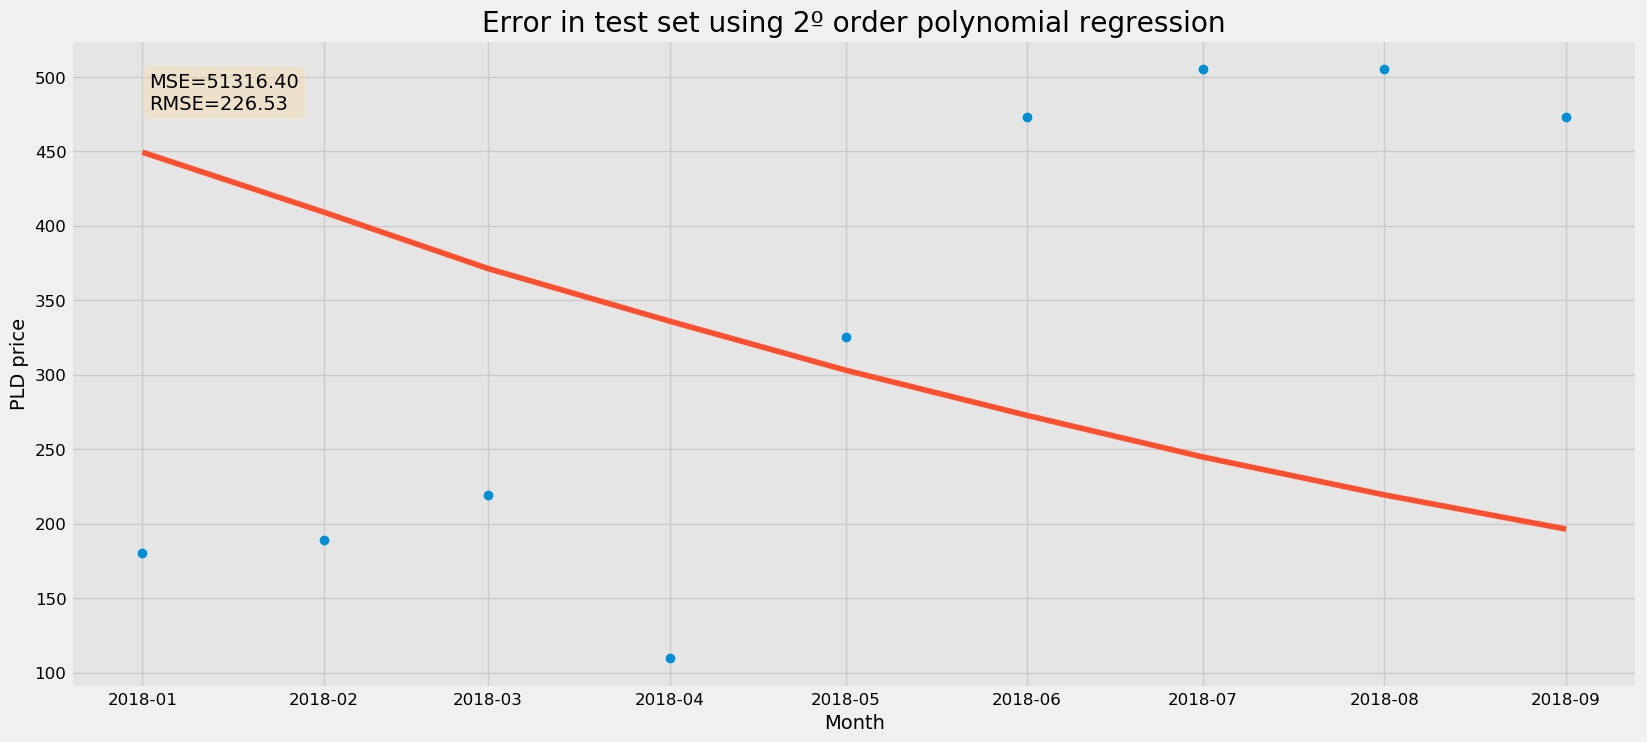 Error in test set using 2º order polynomial regression
MSE=51316.40
RMSE=226.53
500
450
400
350
300
250
200
150
100
PLD price
2018-01 2018-02 2018-03 2018-04 2018-05 2018-06 2018-07 2018-08 2018-09
Month